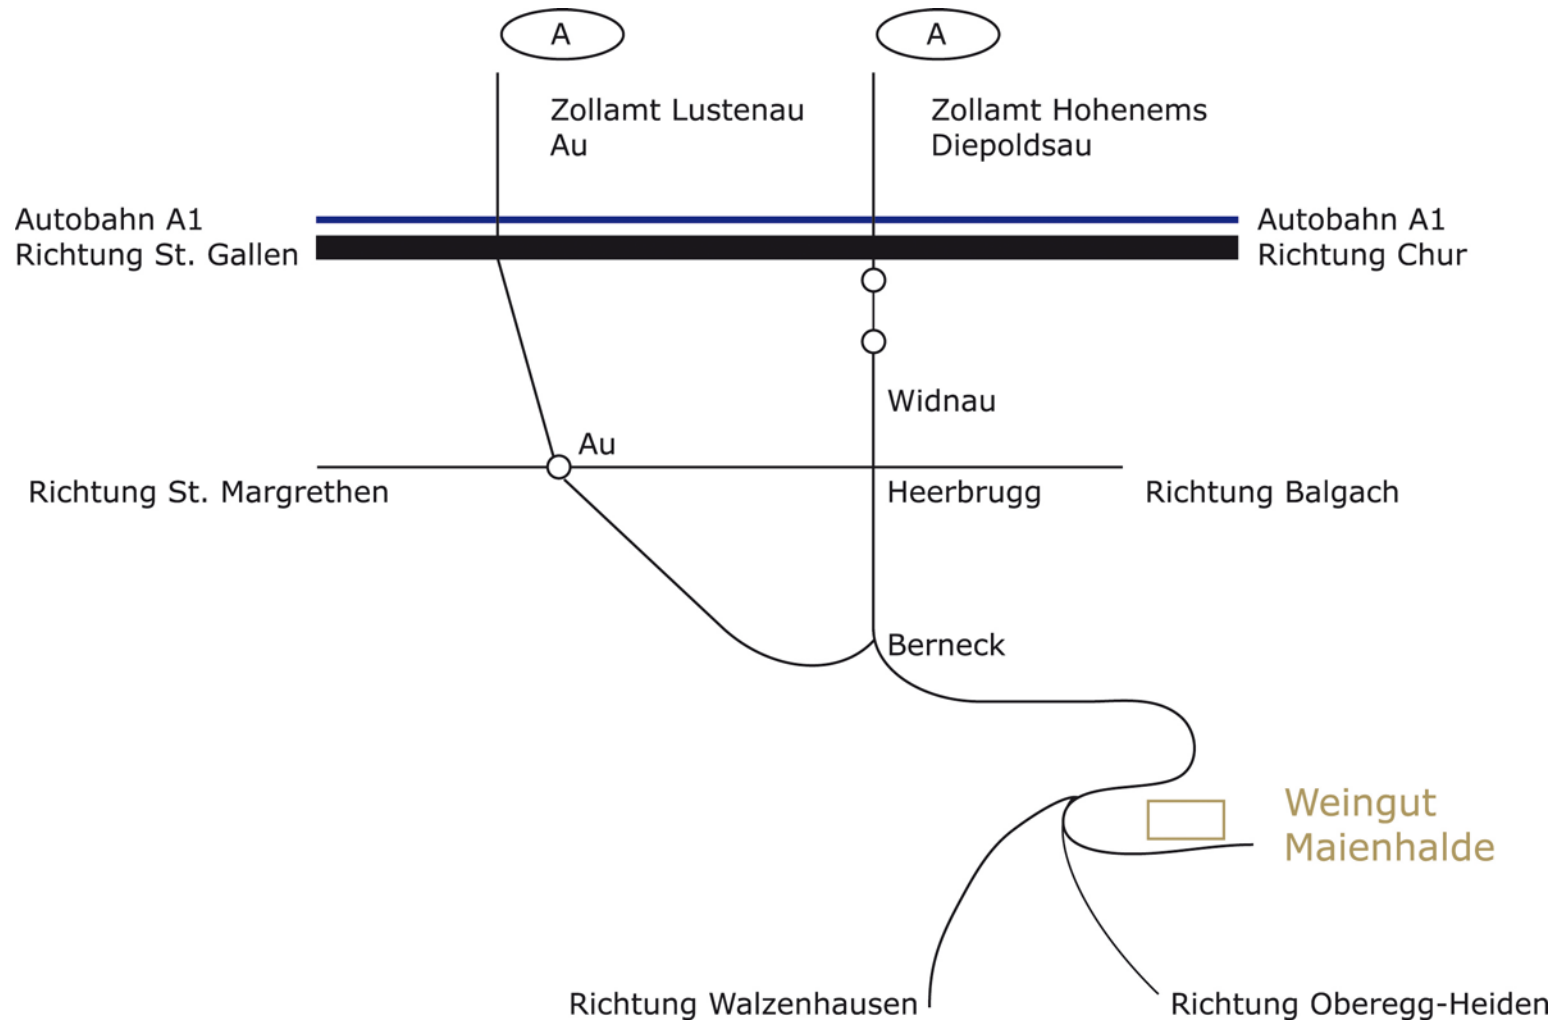 A
A
Zollamt Lustenau
Au
Zollamt Hohenems
Diepoldsau
Autobahn A1
Richtung St. Gallen
Autobahn A1
Richtung Chur
Widnau
Au
Richtung St. Margrethen
Heerbrugg
Richtung Balgach
Berneck
Weingut
Maienhalde
Richtung Walzenhausen
Richtung Oberegg-Heiden